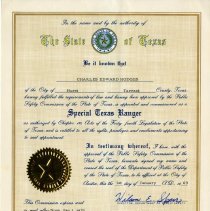 In the name and by the authority of
The State of Texas
Be it known that
CHARLES EDWARD HODGES
of the City of Hurst Tarrant County, Texas
having fulfilled the requirements of law and having been approved by the Public
Safety Commission of the State of Texas, is appointed and commissioned as a
Special Texas Ranger
as authorized by Chapter Acts of the Forty Fourth Legislature of the State of
Texas, and is entitled to all the rights, privileges and emoluments appertaining to
said appointment.
In testimony whereof, I have, with the
approval of the Public Safety Commission of the
State of Texas, hereunto signed my name and
caused the seal of the Department of Public Safety of
the State of Texas, to be affixed at the City of
Austin, this the day of January A.D. 19